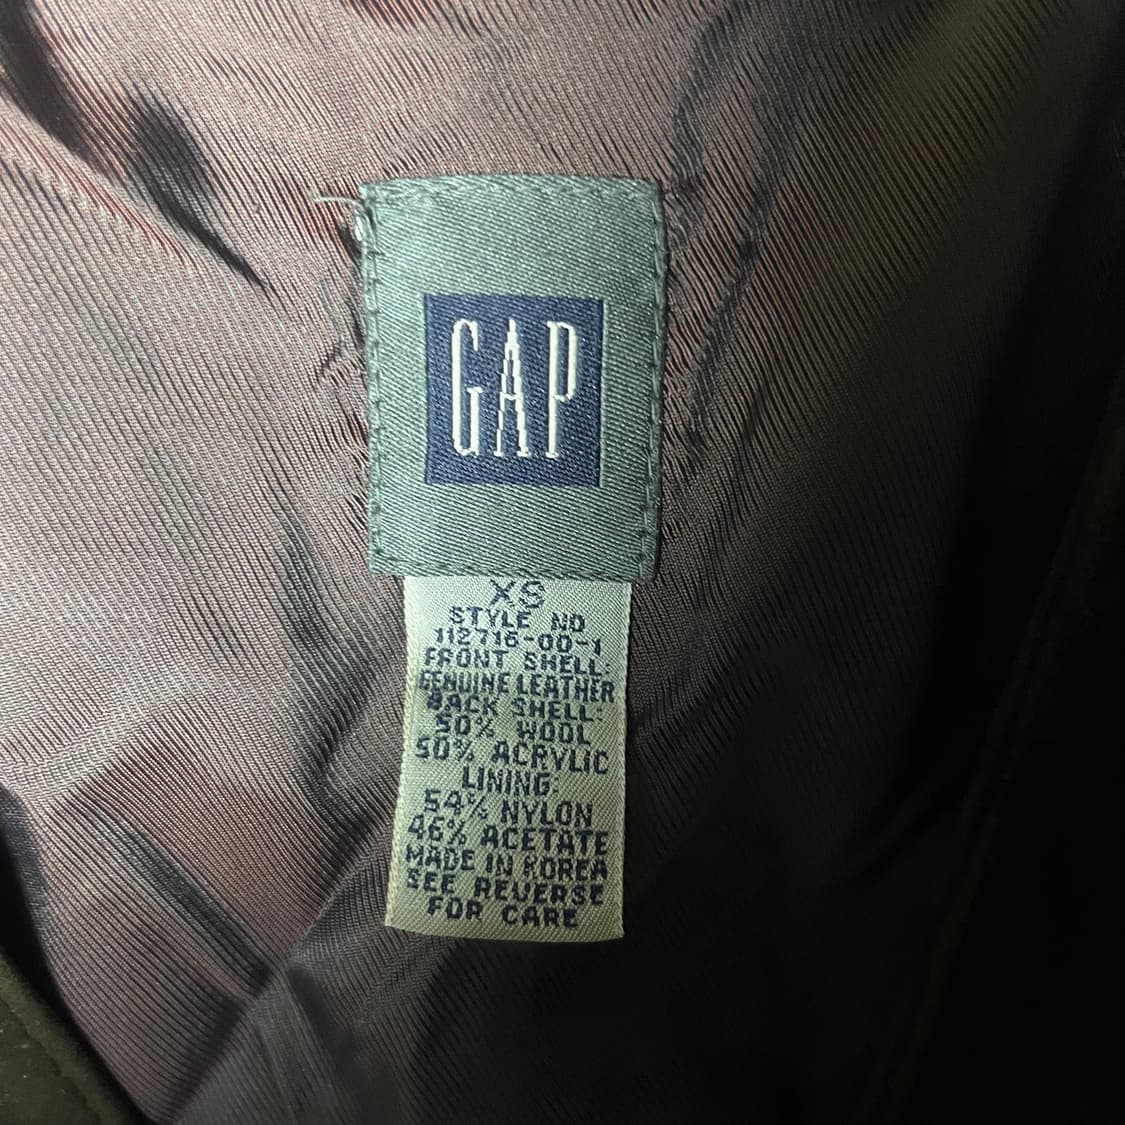 GAP
XS
STYLE NO
112716-00-1
FRONT SHELL:
GENUINE LEATHER
BACK SHELL:
50% WOOL
50% ACRYLIC
LINING:
54% NYLON
46% ACETATE
MADE IN KOREA
SEE REVERSE
FOR CARE